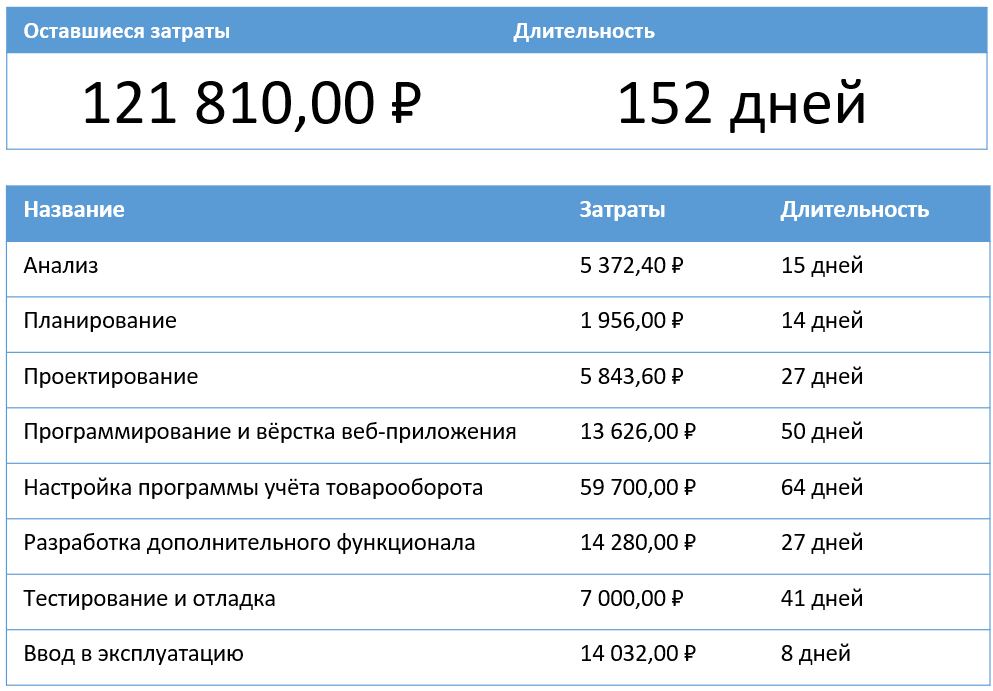 Оставшиеся затраты Длительность
121 810,00 ₽ 152 дней
Название Затраты Длительность
Анализ 5 372,40 ₽ 15 дней
Планирование 1 956,00 ₽ 14 дней
Проектирование 5 843,60 ₽ 27 дней
Программирование и вёрстка веб-приложения 13 626,00 ₽ 50 дней
Настройка программы учёта товарооборота 59 700,00 ₽ 64 дней
Разработка дополнительного функционала 14 280,00 ₽ 27 дней
Тестирование и отладка 7 000,00 ₽ 41 дней
Ввод в эксплуатацию 14 032,00 ₽ 8 дней